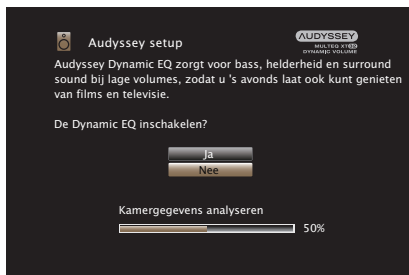 Audyssey setup
AUDYSSEY
MULTEQ XT32
DYNAMIC VOLUME
Audyssey Dynamic EQ zorgt voor bass, helderheid en surround
sound bij lage volumes, zodat u 's avonds laat ook kunt genieten
van films en televisie.
De Dynamic EQ inschakelen?
Ja
Nee
Kamergegevens analyseren
50%